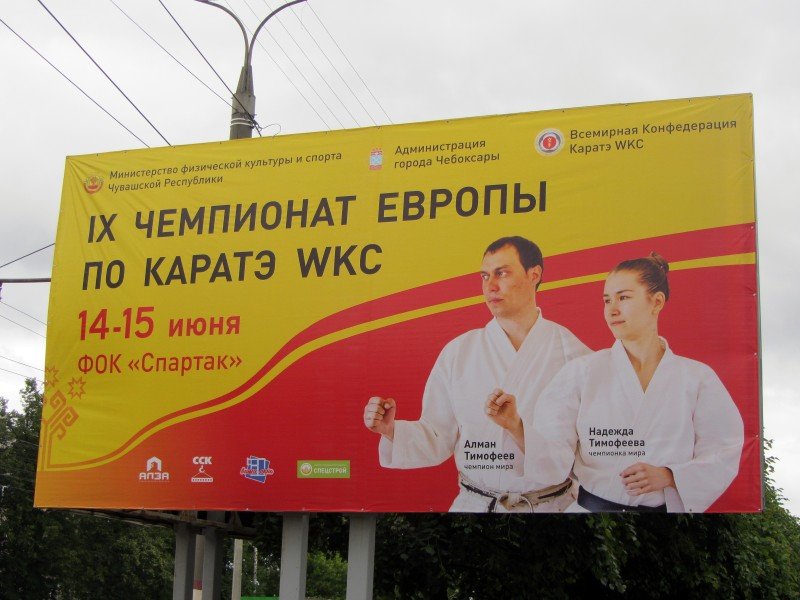 Министерство физической культуры и спорта
Чувашской Республики
Администрация
города Чебоксары
Всемирная Конфедерация
Каратэ WKC
IX ЧЕМПИОНАТ ЕВРОПЫ
ПО КАРАТЭ WKC
14-15 июня
ФОК «Спартак»
Алман
Тимофеев
чемпион мира
Надежда
Тимофеева
чемпионка мира
АПЗА
ССК
СПЕЦСТРОЙ